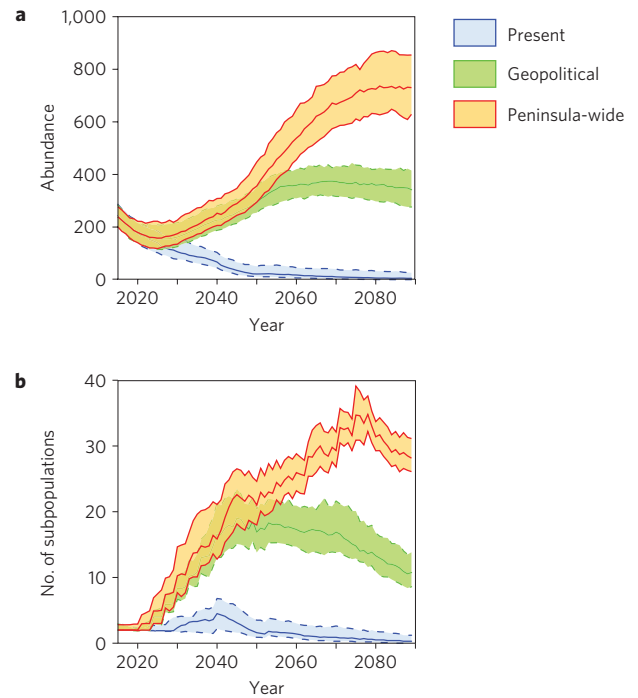 a
1,000
800
600
400
200
0
Abundance
2020 2040 2060 2080
Year
Present
Geopolitical
Peninsula-wide
b
40
30
20
10
0
No. of subpopulations
2020 2040 2060 2080
Year